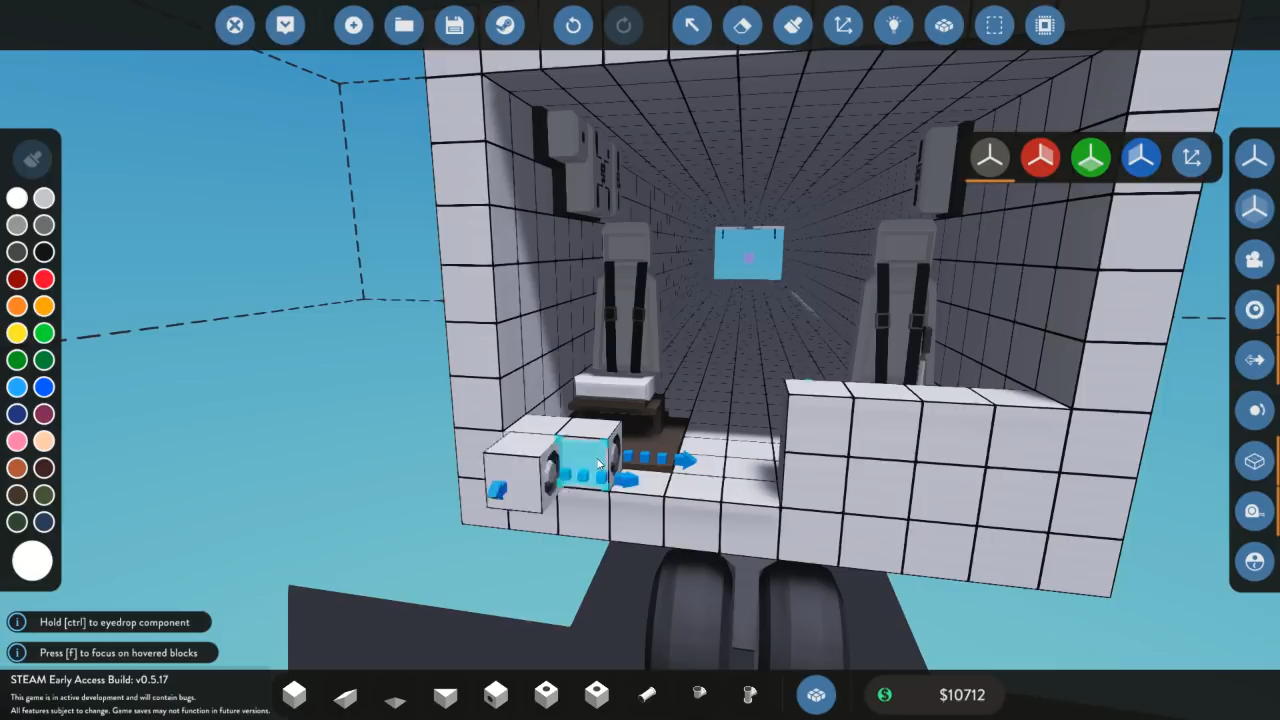 Hold [ctrl] to eyedrop component
Press [f] to focus on hovered blocks
STEAM Early Access Build: v0.5.17
This game is in active development and will contain bugs.
All features subject to change. Game saves may not function in future versions.
$ $10712